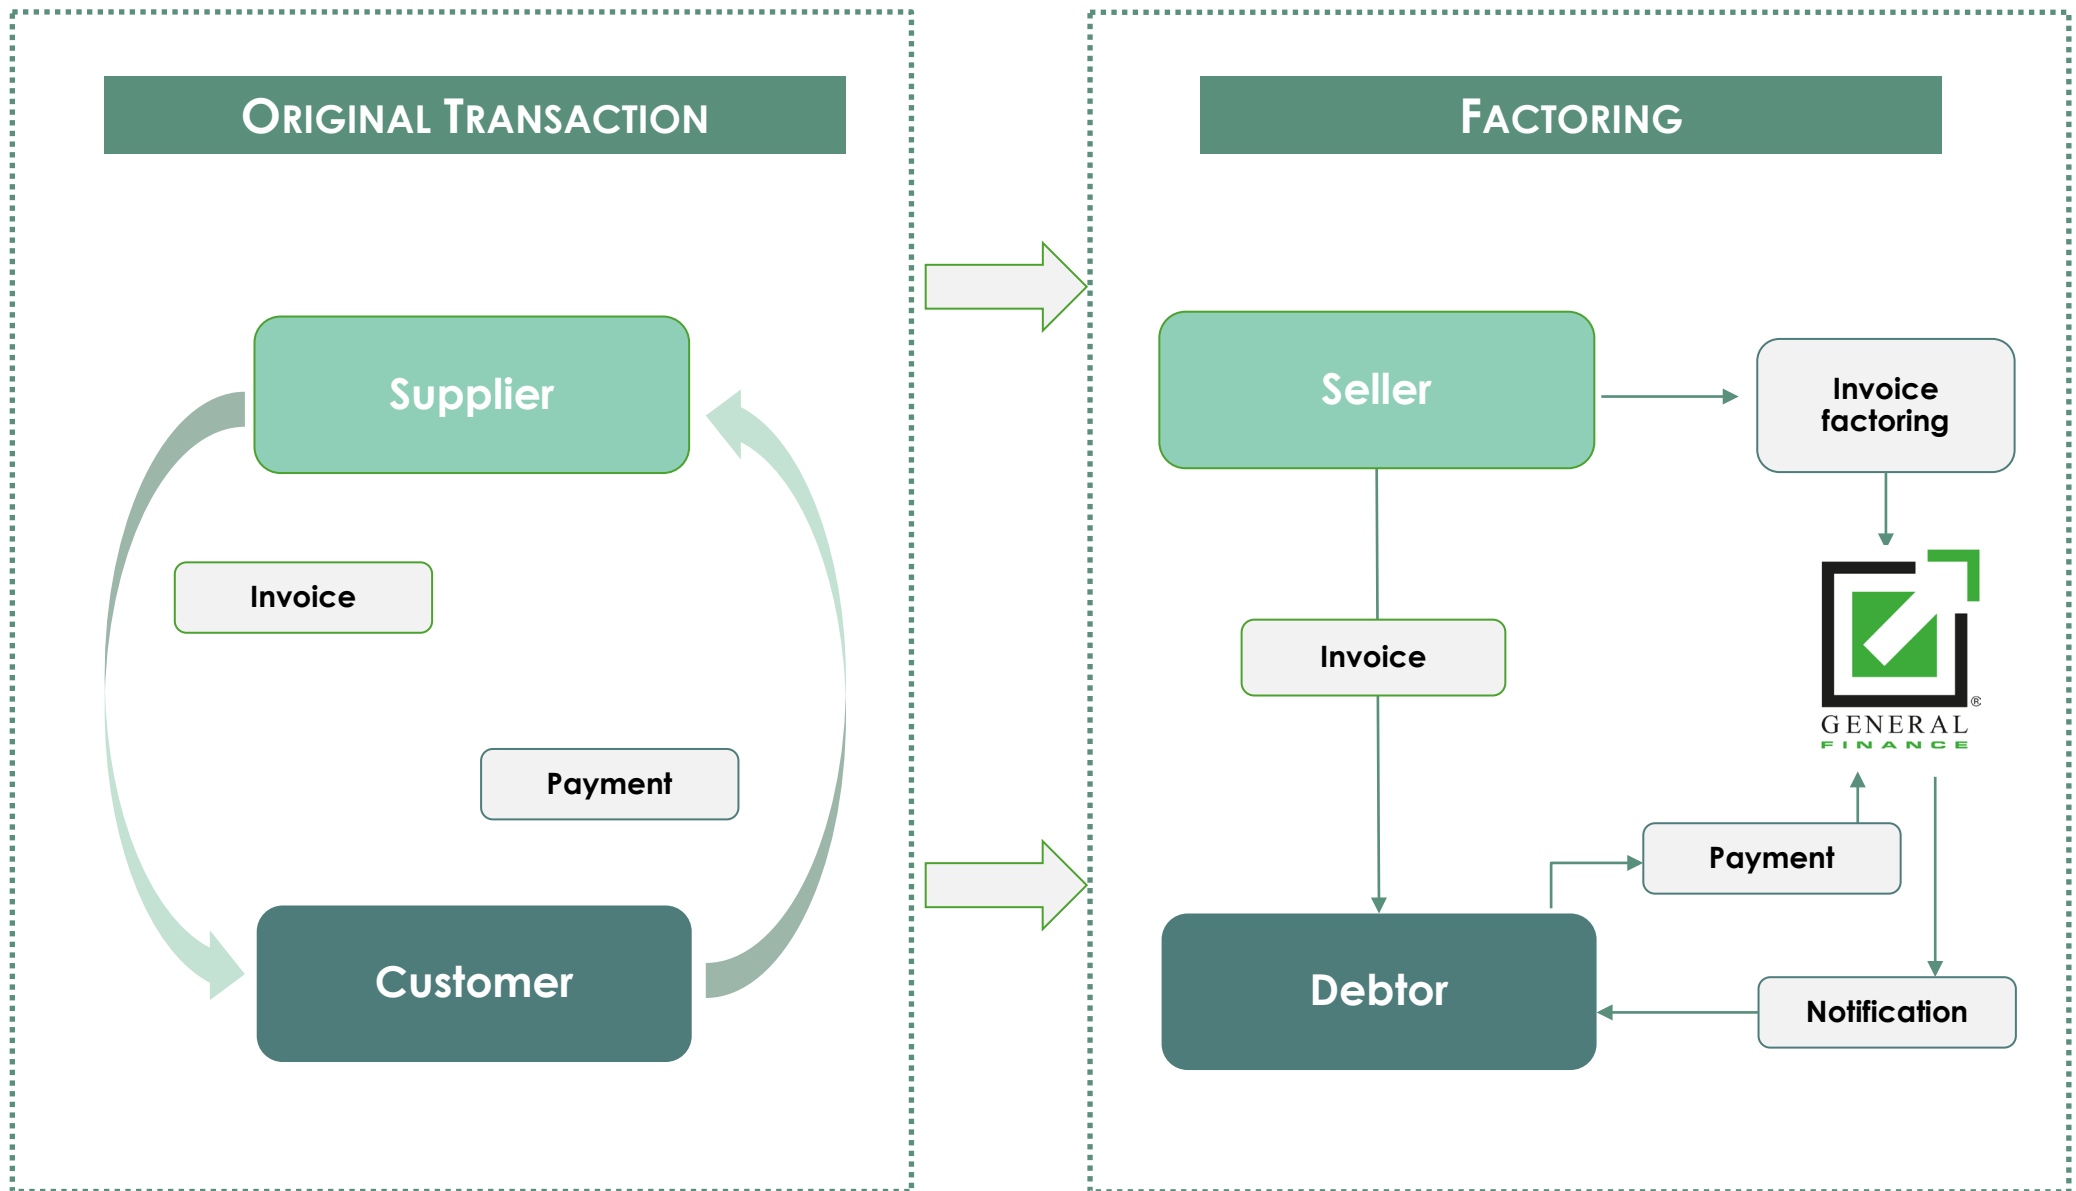 ORIGINAL TRANSACTION
Supplier
Invoice
Payment
Customer
FACTORING
Seller
Invoice
factoring
Invoice
®
GENERAL
FINANCE
Payment
Debtor
Notification